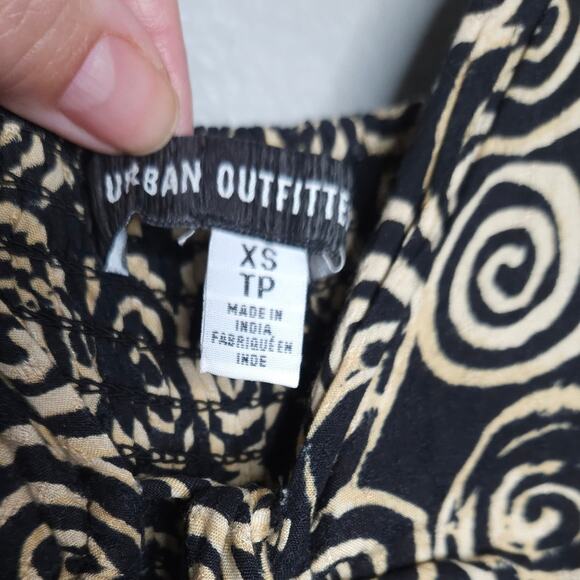 URBAN OUTFITTE
XS
TP
MADE IN
INDIA
FABRIQUÉ EN
INDE